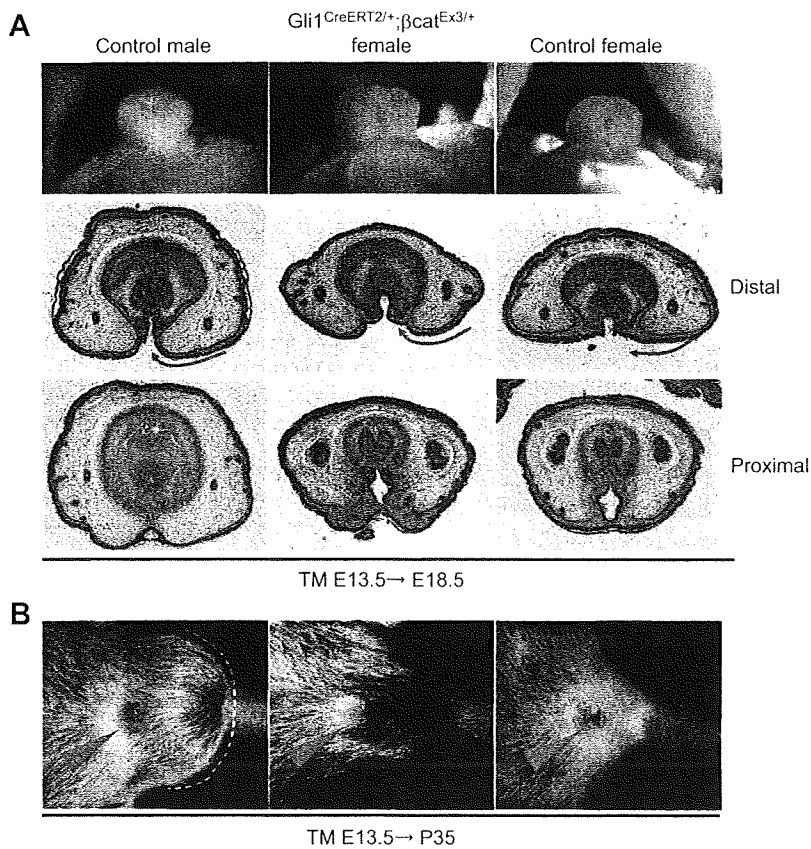 A
Control male
Gli1CreERT2/+;βcatEx3/+
female
Control female
Distal
Proximal
TM E13.5→ E18.5
B
TM E13.5→ P35